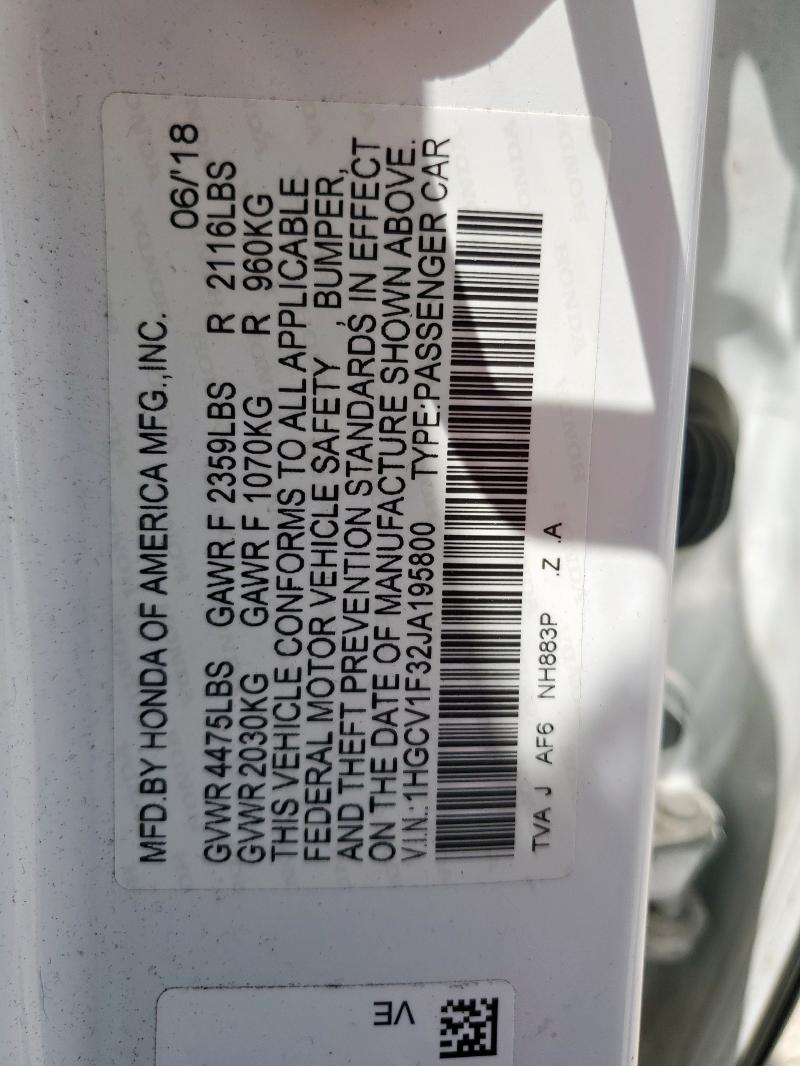 MFD.BY HONDA OF AMERICA MFG.,INC. 06/'18
GVWR 4475LBS GAWR F 2359LBS R 2116LBS
GVWR 2030KG GAWR F 1070KG R 960KG
THIS VEHICLE CONFORMS TO ALL APPLICABLE
FEDERAL MOTOR VEHICLE SAFETY , BUMPER,
AND THEFT PREVENTION STANDARDS IN EFFECT
ON THE DATE OF MANUFACTURE SHOWN ABOVE.
V.I.N.:1HGCV1F32JA195800 TYPE:PASSENGER CAR
TVA J AF6 NH883P .Z .A
VE